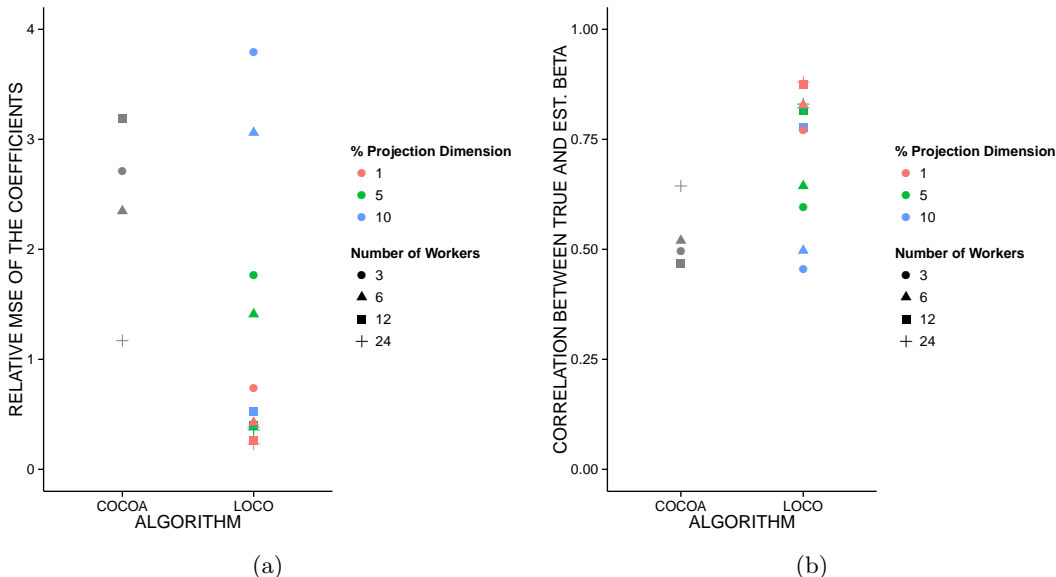 RELATIVE MSE OF THE COEFFICIENTS
4
3
2
1
0
COCOA
LOCO
ALGORITHM
% Projection Dimension
1
5
10
Number of Workers
3
6
12
24
(a)
CORRELATION BETWEEN TRUE AND EST. BETA
1.00
0.75
0.50
0.25
0.00
COCOA
LOCO
ALGORITHM
% Projection Dimension
1
5
10
Number of Workers
3
6
12
24
(b)